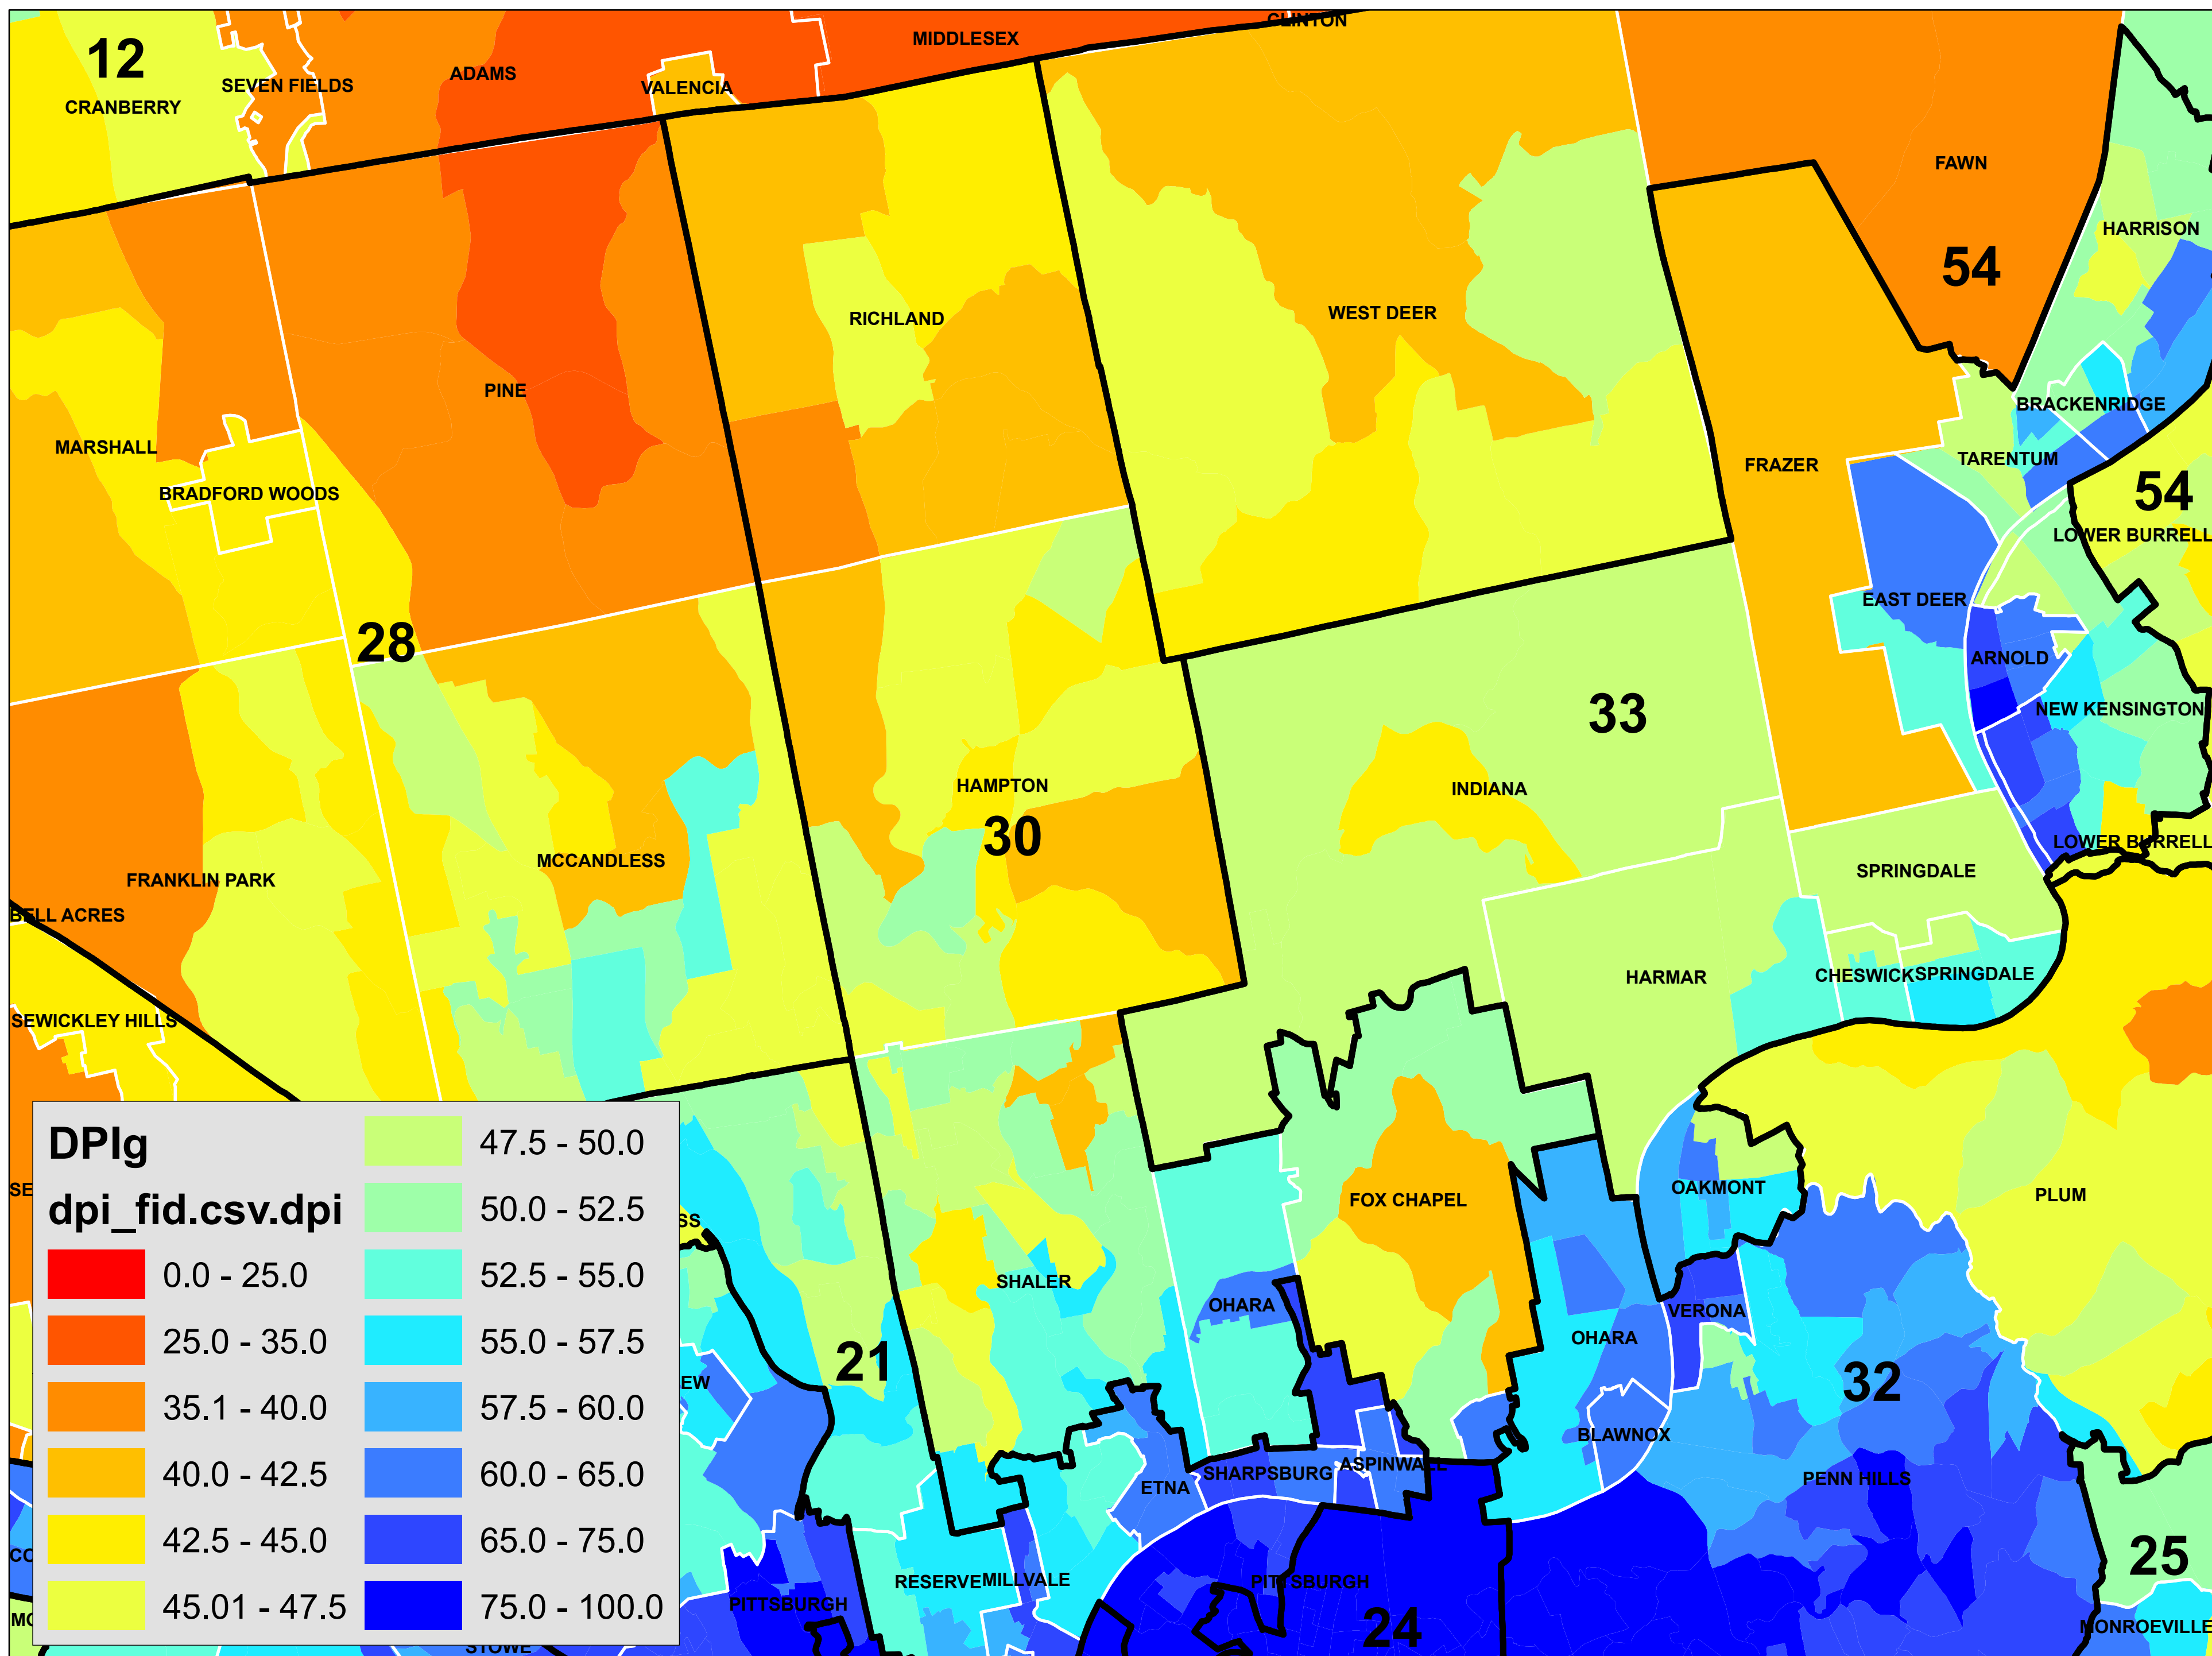 CLINTON
MIDDLESEX
12
ADAMS
SEVEN FIELDS
VALENCIA
CRANBERRY
FAWN
HARRISON
54
WEST DEER
RICHLAND
PINE
BRACKENRIDGE
MARSHALL
TARENTUM
FRAZER
BRADFORD WOODS
54
LOWER BURRELL
EAST DEER
28
ARNOLD
NEW KENSINGTON
33
HAMPTON
INDIANA
30
LOWER BURRELL
MCCANDLESS
SPRINGDALE
FRANKLIN PARK
BELL ACRES
CHESWICK
SPRINGDALE
HARMAR
SEWICKLEY HILLS
OAKMONT
SE
PLUM
FOX CHAPEL
SS
SHALER
OHARA
VERONA
OHARA
21
EW
32
BLAWNOX
ASPINWALL
SHARPSBURG
PENN HILLS
ETNA
CO
25
RESERVE
MILLVALE
PITTSBURGH
PITTSBURGH
MO
24
MONROEVILLE
STOWE
DPIg
dpi_fid.csv.dpi
0.0 - 25.0
25.0 - 35.0
35.1 - 40.0
40.0 - 42.5
42.5 - 45.0
45.01 - 47.5
47.5 - 50.0
50.0 - 52.5
52.5 - 55.0
55.0 - 57.5
57.5 - 60.0
60.0 - 65.0
65.0 - 75.0
75.0 - 100.0